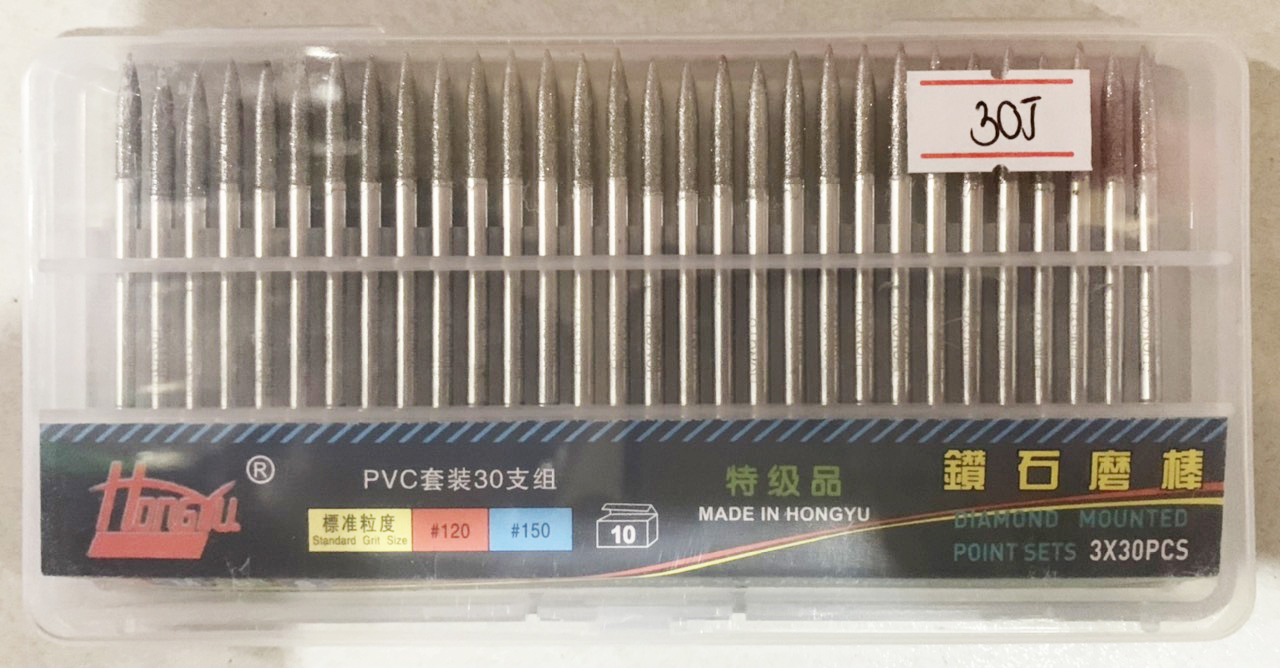 30J
HongYu ®
PVC套装30支组
標准粒度
Standard Grit Size
#120
#150
10
特级品
MADE IN HONGYU
鑽石磨棒
DIAMOND MOUNTED
POINT SETS 3X30PCS